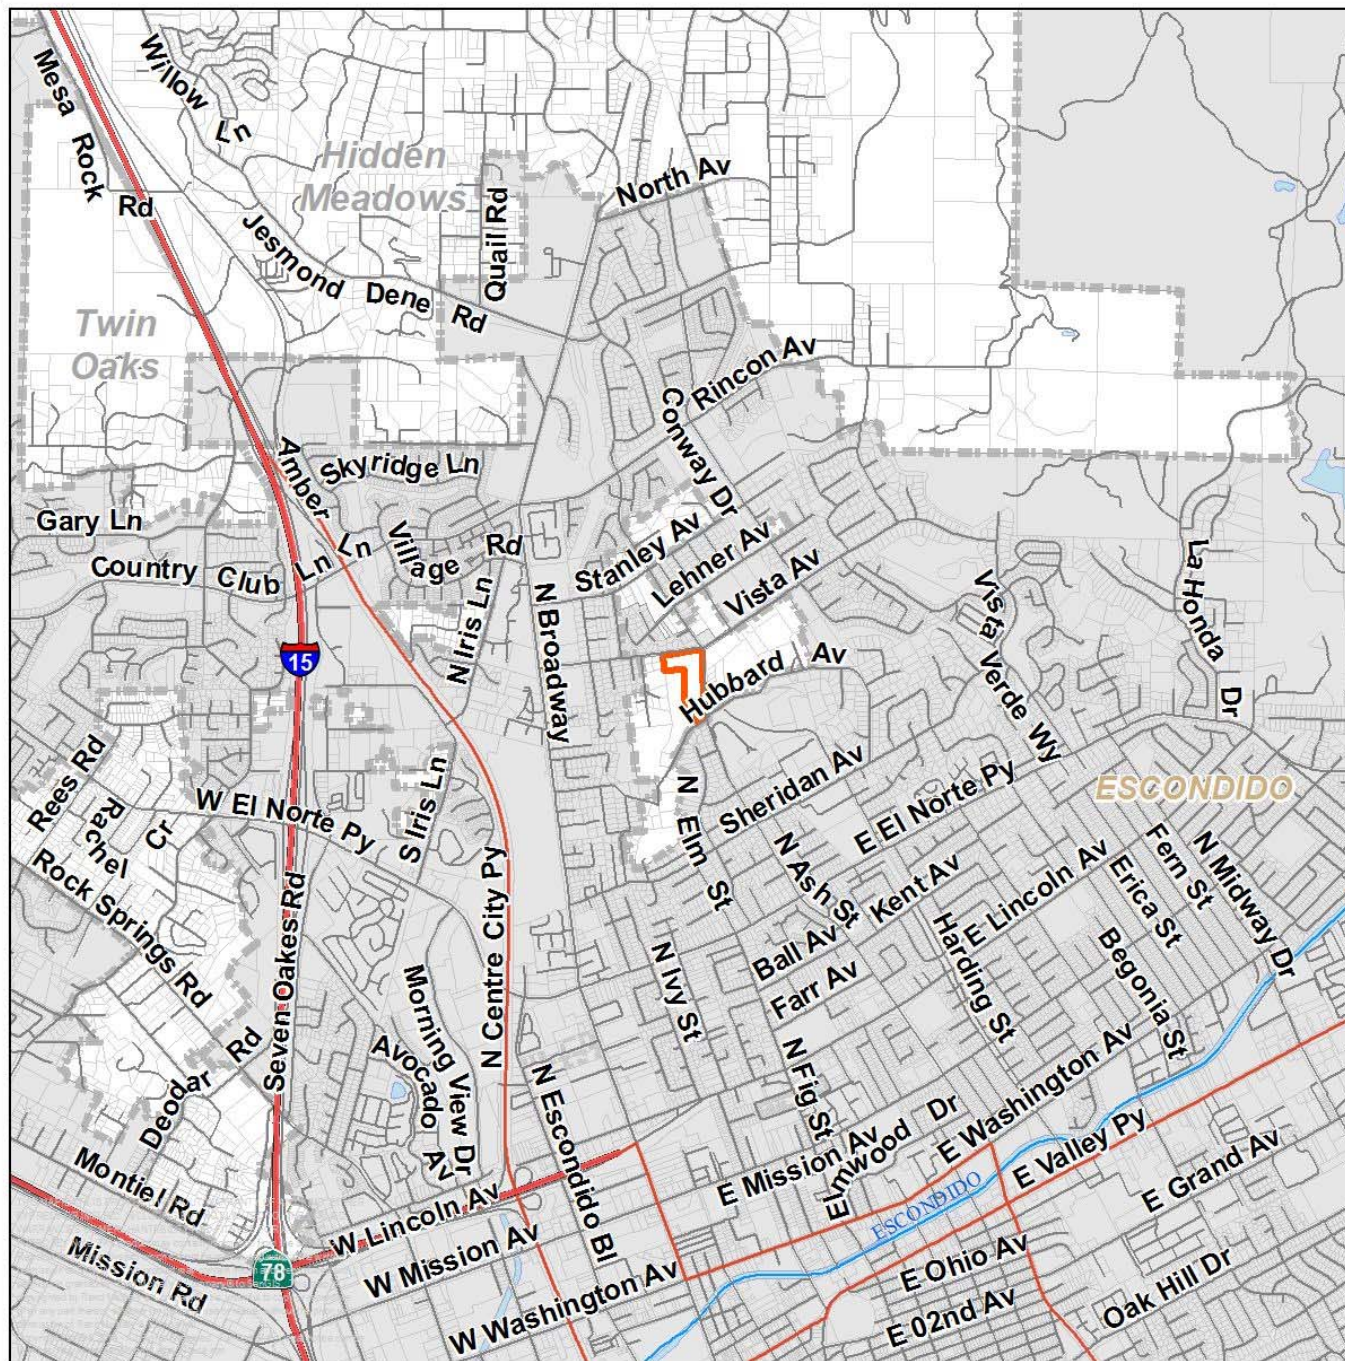 Mesa Rock Rd
Willow Ln
Hidden
Meadows
Quail Rd
North Av
Jesmond Dene Rd
Twin
Oaks
Rincon Av
Conway Dr
Amber Ln
Skyridge Ln
Gary Ln
Country Club Ln
Village Rd
Stanley Av
Lehner Av
Vista Av
La Honda Dr
N Iris Ln
N Broadway
Vista Verde Wy
15
Hubbard Av
Rees Rd
Rachel Cr
W El Norte Py
S Iris Ln
N Elm St
Sheridan Av
E El Norte Py
ESCONDIDO
Rock Springs Rd
Seven Oakes Rd
N Centre City Py
N Ash St
Kent Av
E Lincoln Av
Erica St
Fern St
N Midway Dr
Ball Av
Farr Av
Harding St
Begonia St
N Ivy St
Morning View Dr
Avocado Av
Deodar Rd
N Escondido Bl
N Fig St
Elmwood Dr
E Mission Av
E Washington Av
E Valley Py
E Grand Av
ESCONDIDO
Montiel Rd
Mission Rd
78
W Lincoln Av
W Mission Av
W Washington Av
E Ohio Av
E 02nd Av
Oak Hill Dr